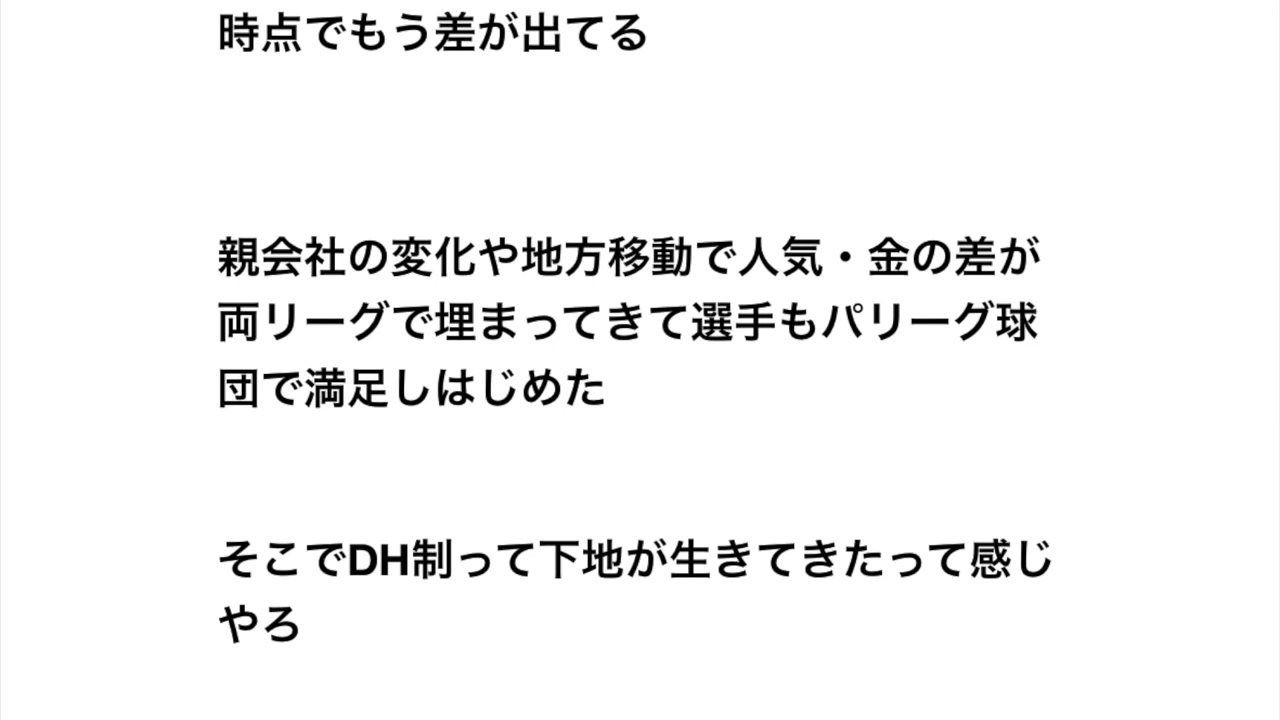 時点でもう差が出てる
親会社の変化や地方移動で人気・金の差が
両リーグで埋まってきて選手もパリーグ球
団で満足しはじめた
そこでDH制って下地が生きてきたって感じ
やろ